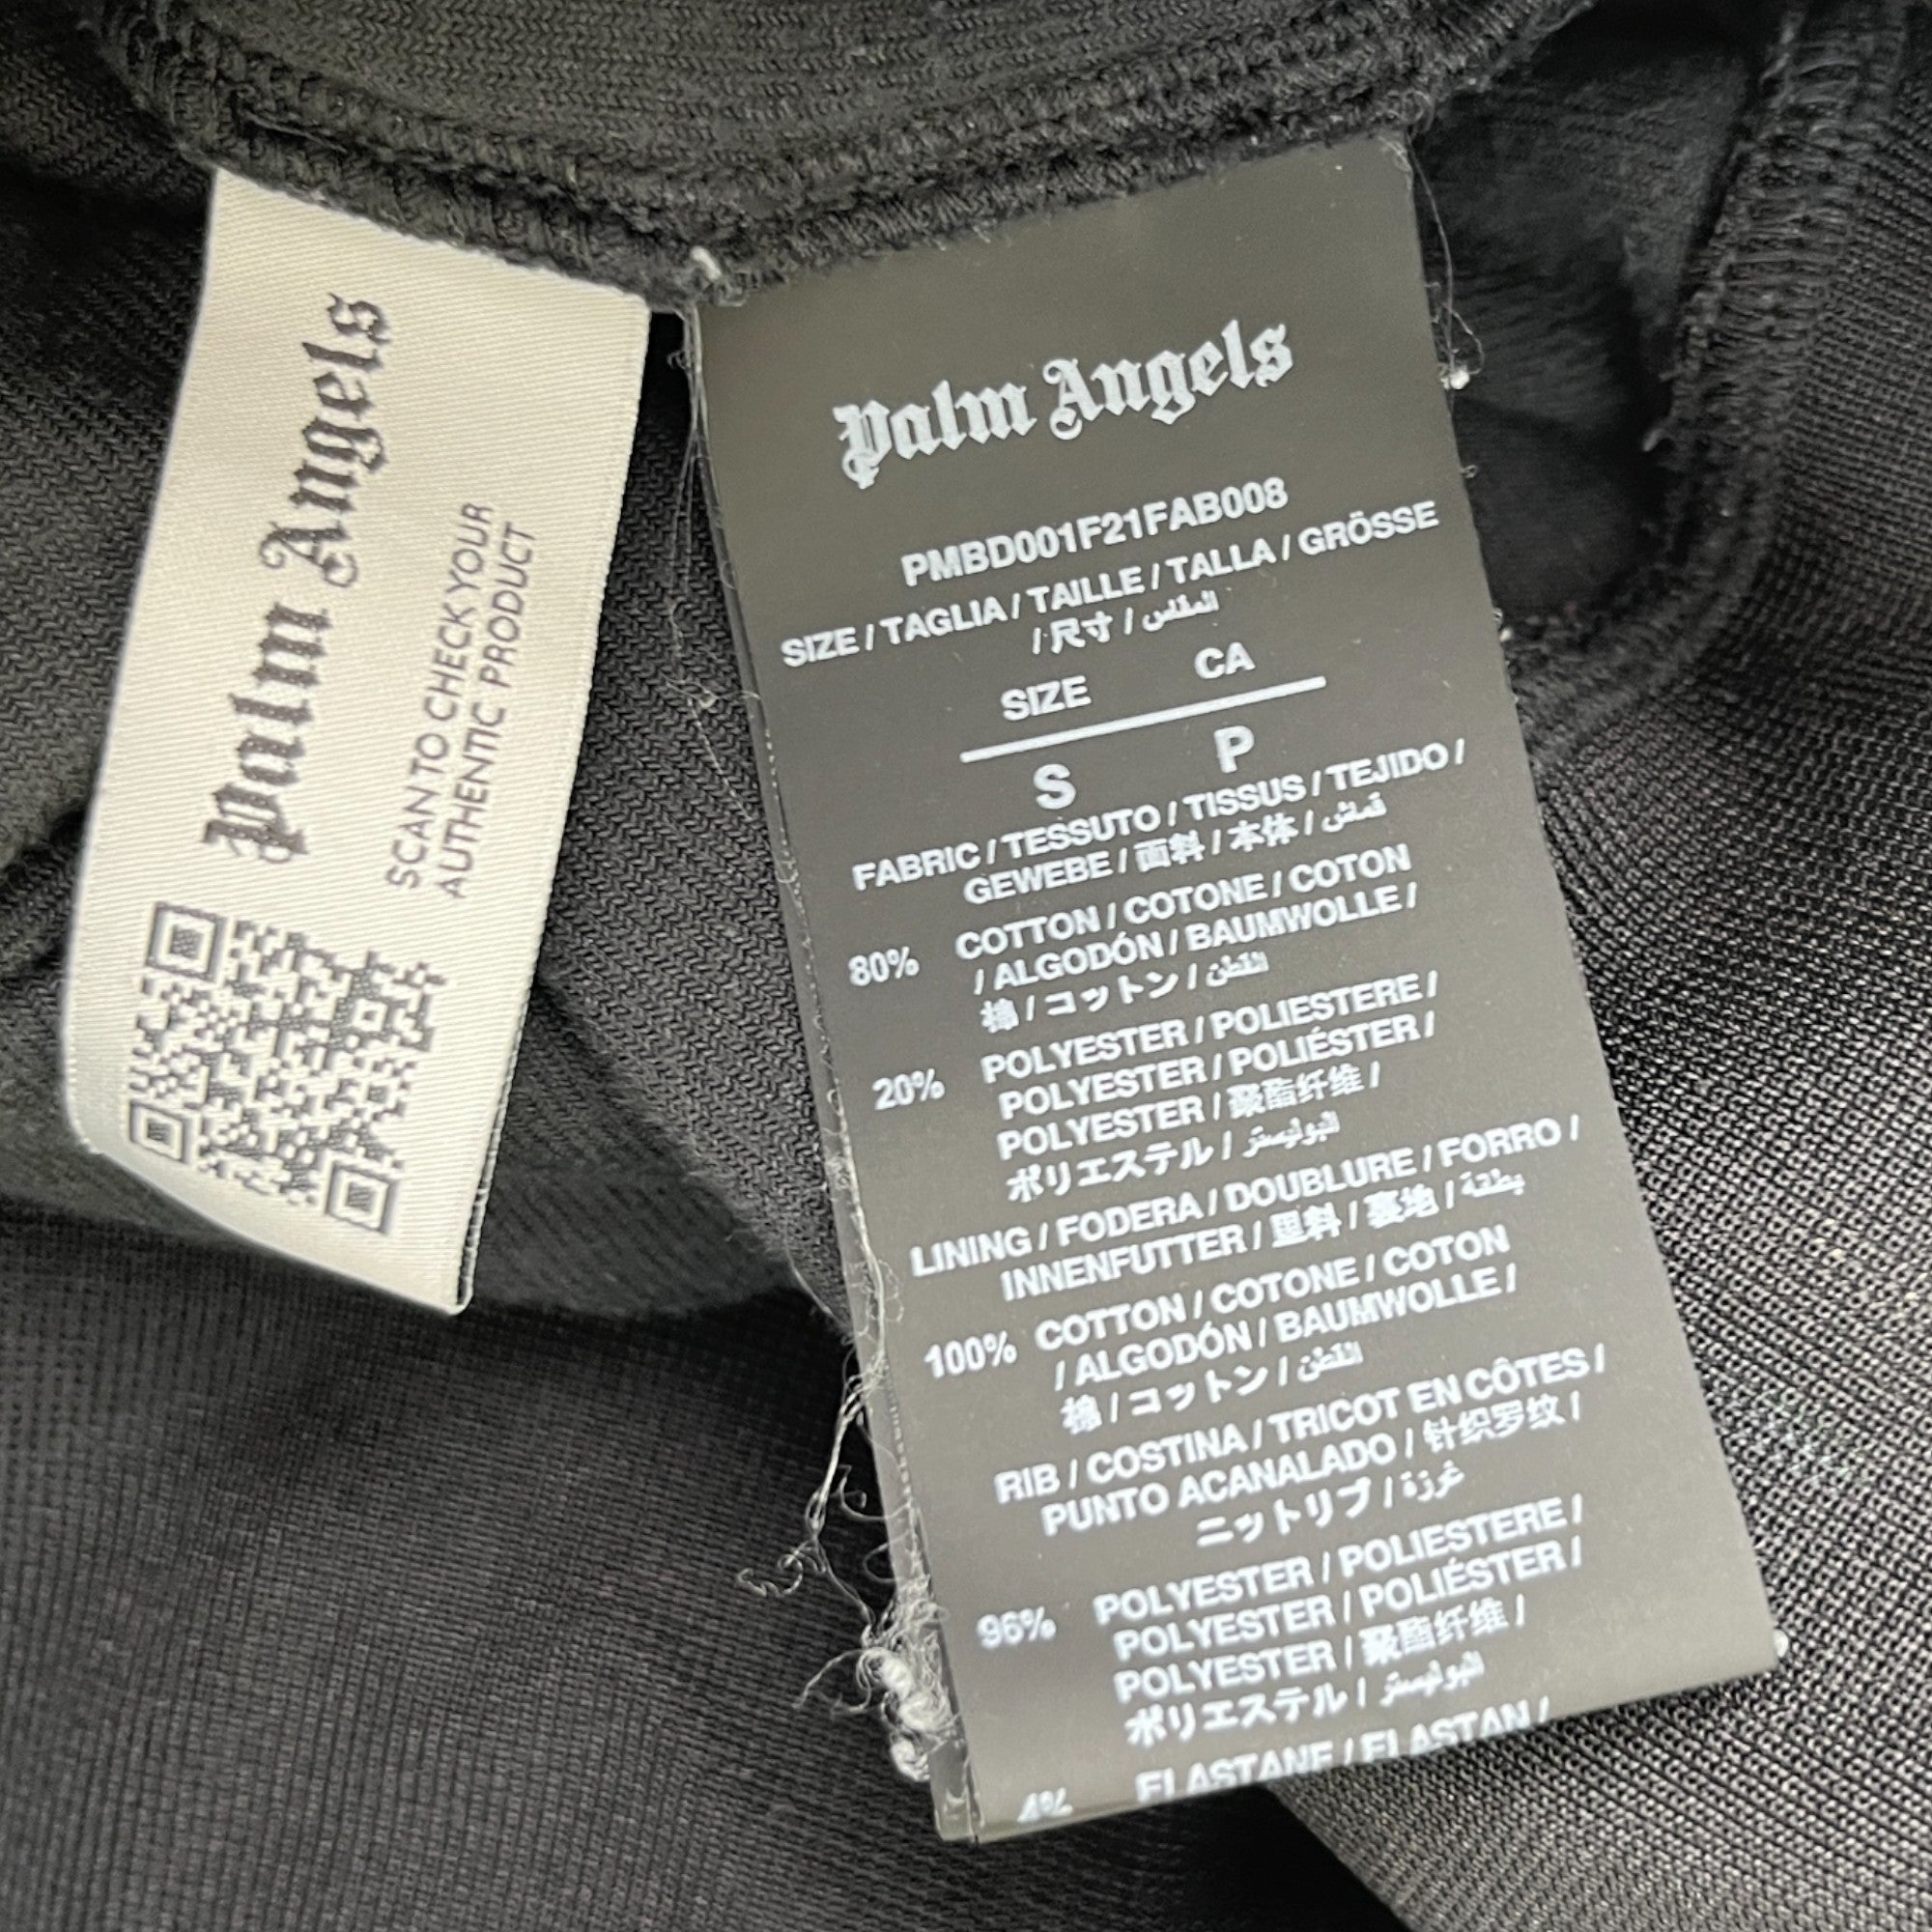 Palm Angels
SCAN TO CHECK YOUR
AUTHENTIC PRODUCT
Palm Angels
PMBD001F21FAB008
SIZE / TAGLIA / TAILLE / TALLA / GRÖSSE
/ 尺寸 / المقاس
SIZE CA
S P
FABRIC / TESSUTO / TISSUS / TEJIDO /
GEWEBE / 面料 / 本体 / قماش
80% COTTON / COTONE / COTON
/ ALGODÓN / BAUMWOLLE /
棉 / コットン / القطن
20% POLYESTER / POLIESTERE /
POLYESTER / POLIÉSTER /
POLYESTER / 聚酯纤维 /
ポリエステル / البوليستر
LINING / FODERA / DOUBLURE / FORRO /
INNENFUTTER / 里料 / 裏地 / بطانة
100% COTTON / COTONE / COTON
/ ALGODÓN / BAUMWOLLE /
棉 / コットン / القطن
RIB / COSTINA / TRICOT EN CÔTES /
PUNTO ACANALADO / 针织罗纹 /
ニットリブ / غرزة
96% POLYESTER / POLIESTERE /
POLYESTER / POLIÉSTER /
POLYESTER / 聚酯纤维 /
ポリエステル / البوليستر
4% ELASTANE / ELASTAN /